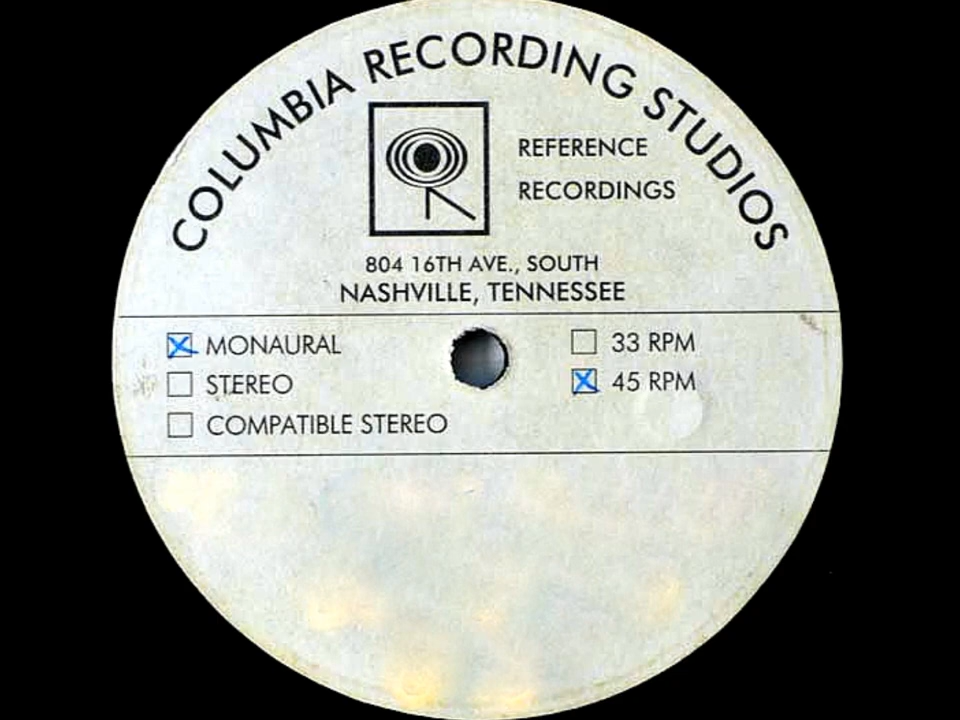 COLUMBIA RECORDING STUDIOS
REFERENCE
RECORDINGS
804 16TH AVE., SOUTH
NASHVILLE, TENNESSEE
MONAURAL
33 RPM
STEREO
45 RPM
COMPATIBLE STEREO